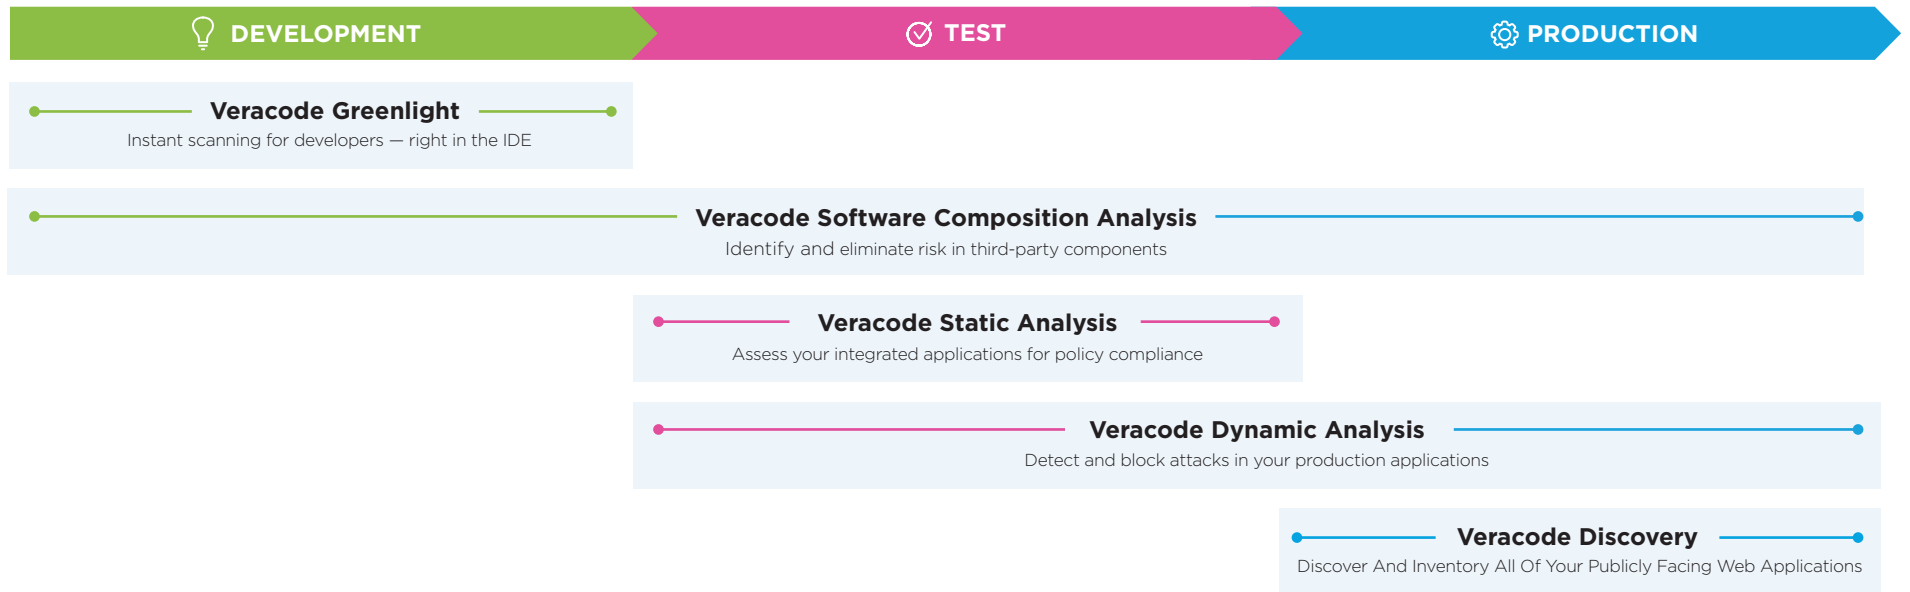 DEVELOPMENT
TEST
PRODUCTION
Veracode Greenlight
Instant scanning for developers — right in the IDE
Veracode Software Composition Analysis
Identify and eliminate risk in third-party components
Veracode Static Analysis
Assess your integrated applications for policy compliance
Veracode Dynamic Analysis
Detect and block attacks in your production applications
Veracode Discovery
Discover And Inventory All Of Your Publicly Facing Web Applications